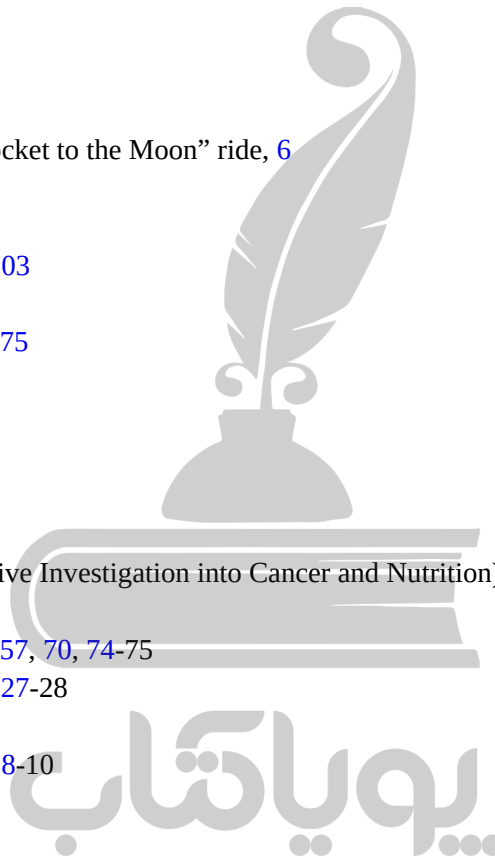 ocket to the Moon” ride, 6
03
75
ive Investigation into Cancer and Nutrition)
57, 70, 74-75
27-28
8-10
پویاکتاب